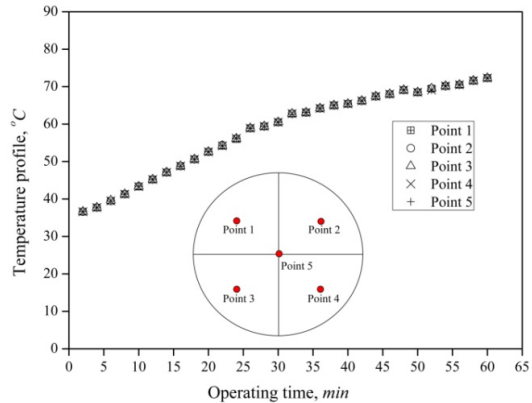 90
80
70
60
50
40
30
20
10
0
Temperature profile, °C
Point 1
Point 2
Point 3
Point 4
Point 5
Point 1
Point 2
Point 5
Point 3
Point 4
0 5 10 15 20 25 30 35 40 45 50 55 60 65
Operating time, min